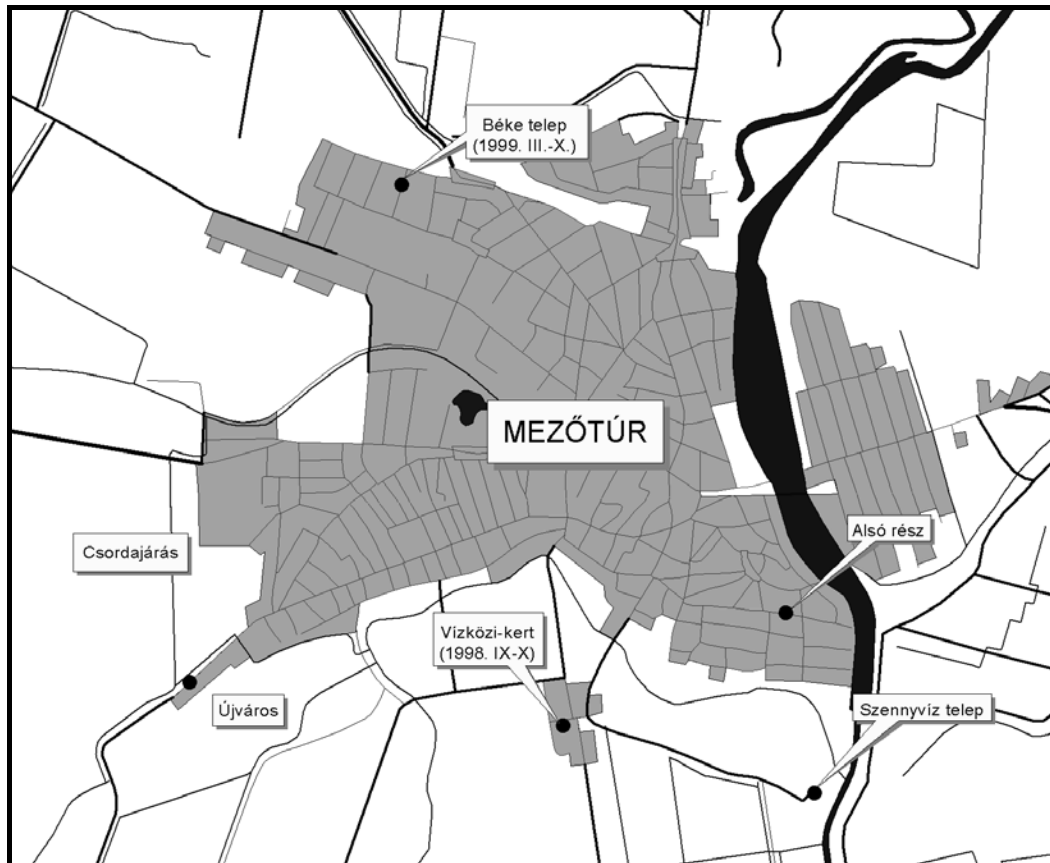 Béke telep
(1999. III.-X.)
MEZŐTÚR
Alsó rész
Csordajárás
Vízközi-kert
(1998. IX-X)
Újváros
Szennyvíz telep